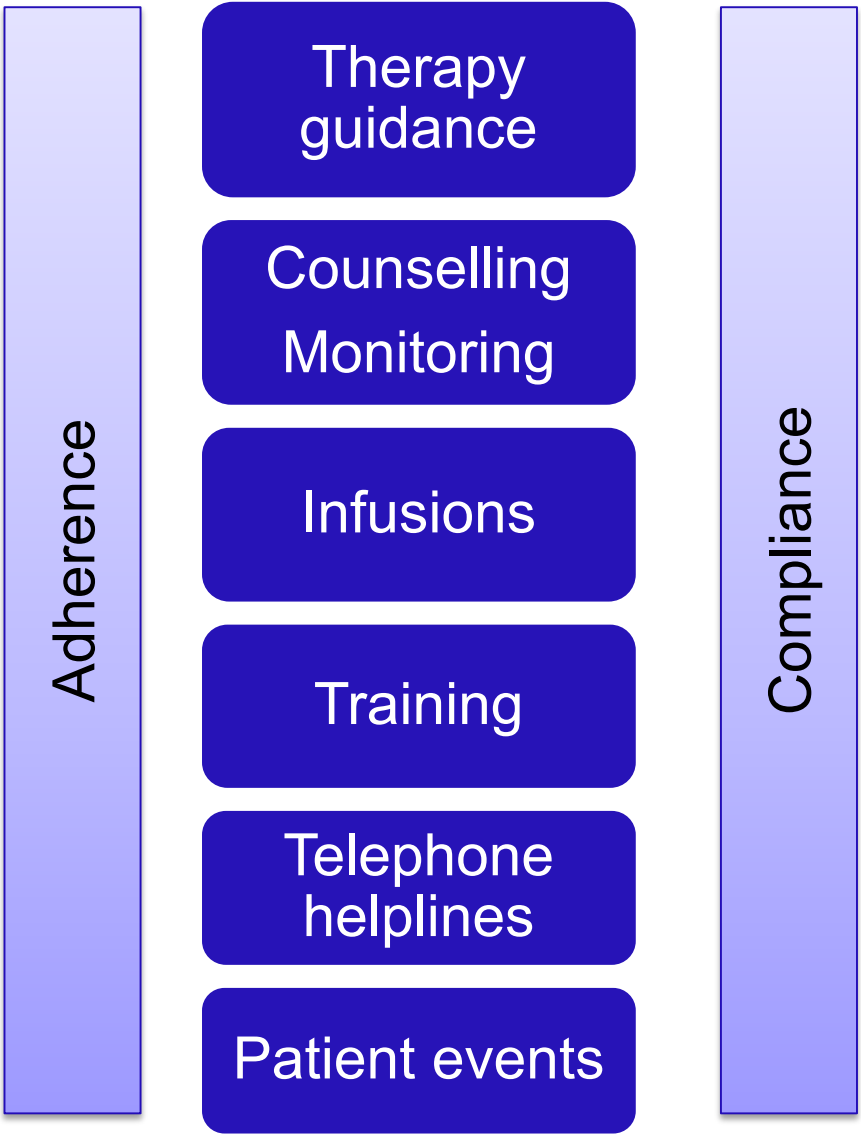 Adherence
Therapy
guidance
Counselling
Monitoring
Infusions
Training
Telephone
helplines
Patient events
Compliance